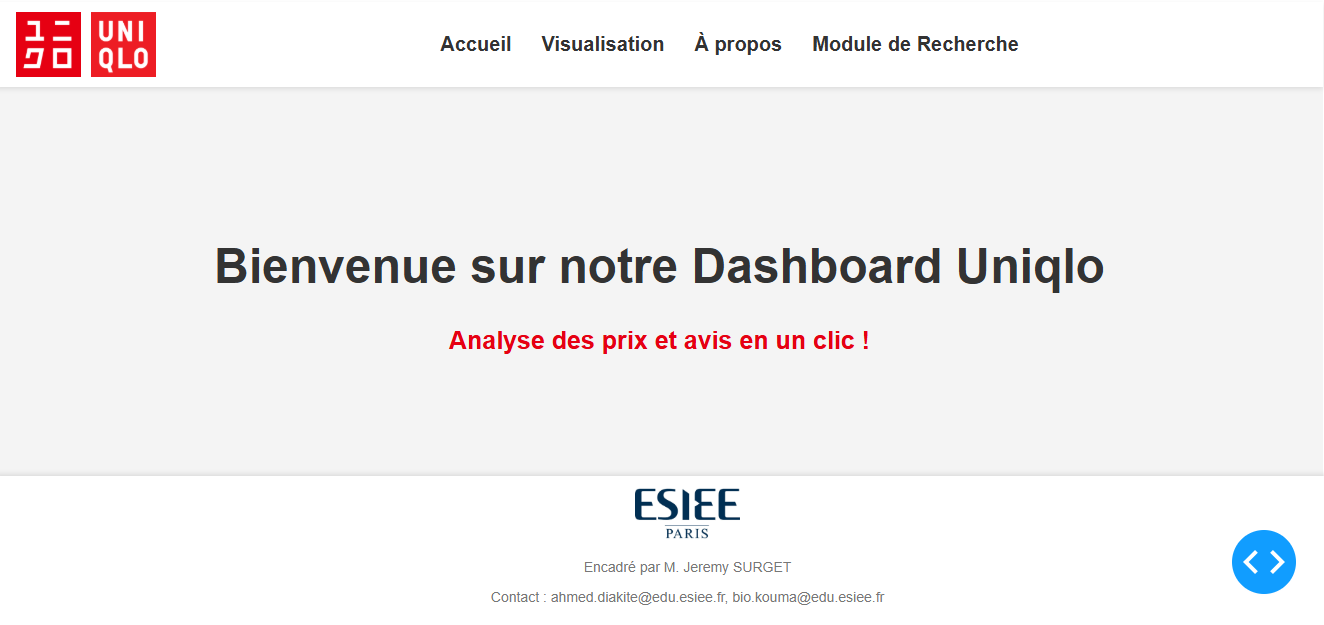 ユニ UNI
クロ QLO
Accueil Visualisation À propos Module de Recherche
Bienvenue sur notre Dashboard Uniqlo
Analyse des prix et avis en un clic !
ESIEE
PARIS
Encadré par M. Jeremy SURGET
Contact : ahmed.diakite@edu.esiee.fr, bio.kouma@edu.esiee.fr